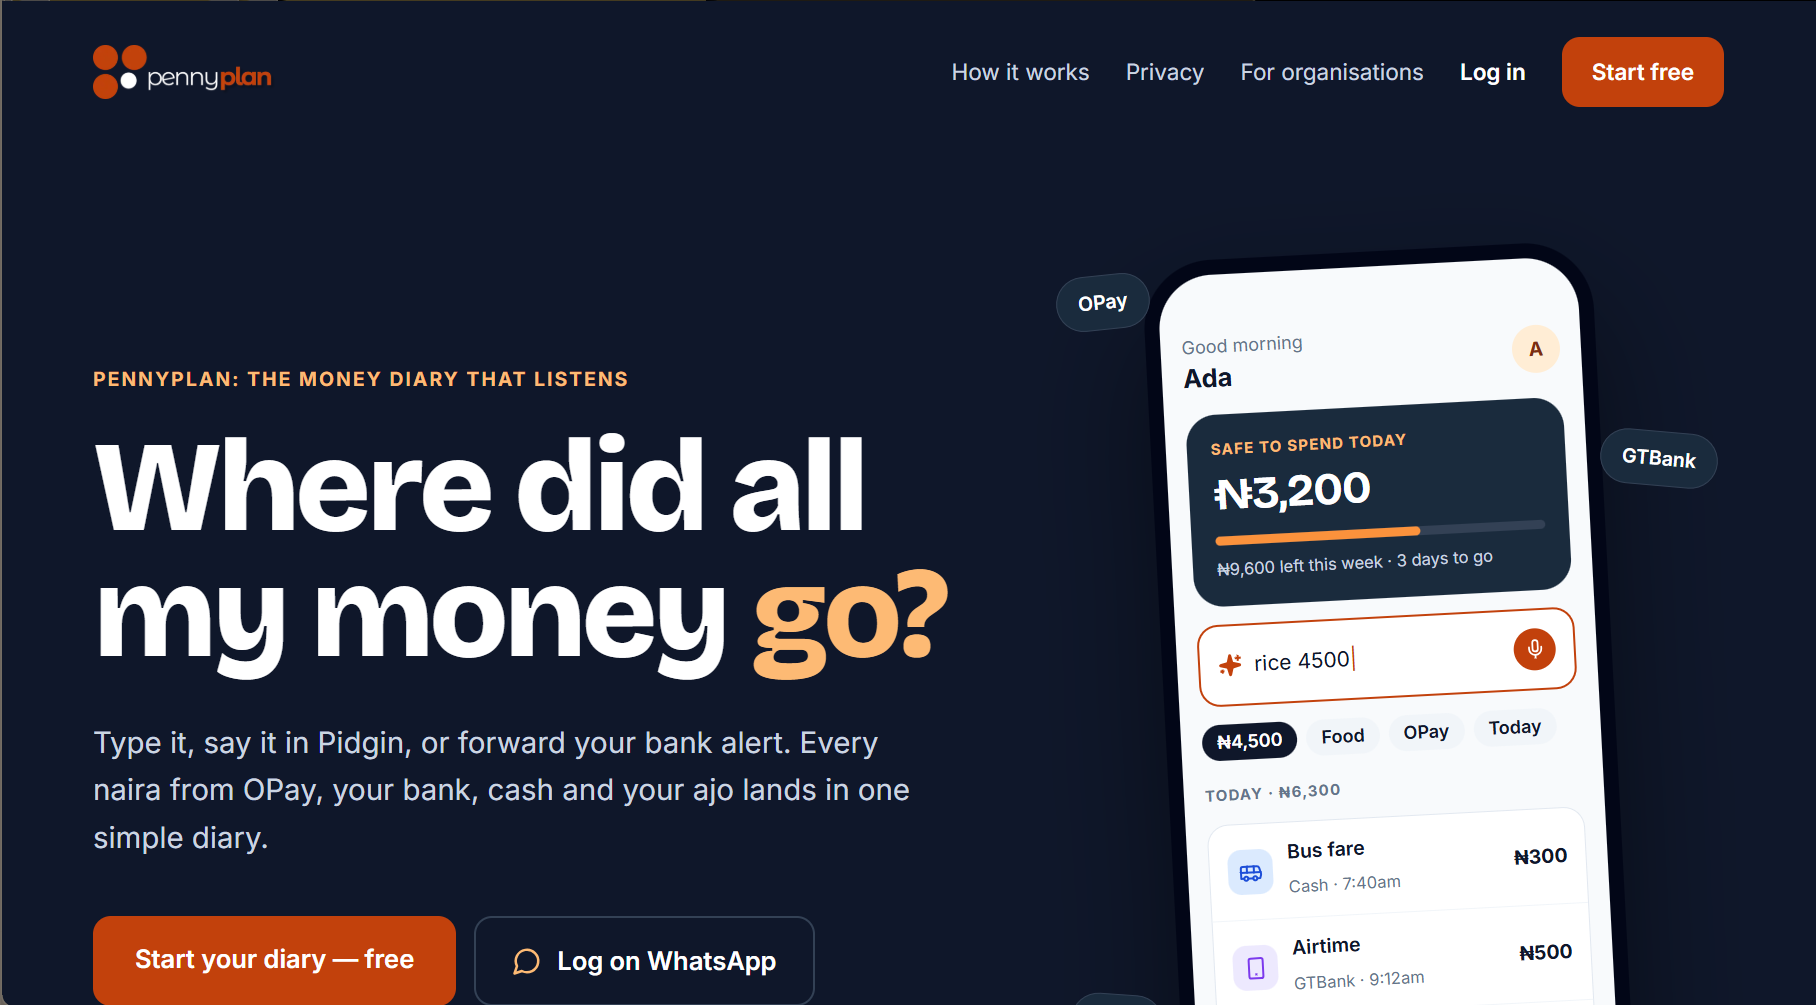 pennyplan
How it works
Privacy
For organisations
Log in
Start free
PENNYPLAN: THE MONEY DIARY THAT LISTENS
Where did all
my money go?
Type it, say it in Pidgin, or forward your bank alert. Every
naira from OPay, your bank, cash and your ajo lands in one
simple diary.
Start your diary — free
Log on WhatsApp
OPay
GTBank
Good morning
Ada
A
SAFE TO SPEND TODAY
₦3,200
₦9,600 left this week · 3 days to go
rice 4500
₦4,500
Food
OPay
Today
TODAY · ₦6,300
Bus fare
Cash · 7:40am
₦300
Airtime
GTBank · 9:12am
₦500